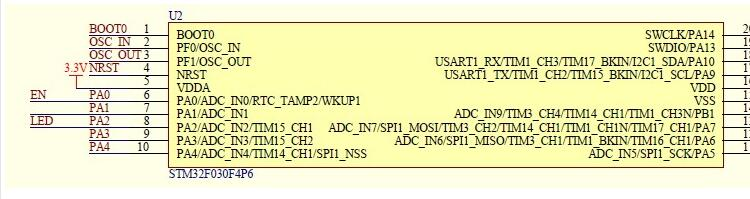 U2
BOOT0 1 BOOT0 SWCLK/PA14
OSC_IN 2 PF0/OSC_IN SWDIO/PA13
OSC_OUT 3 PF1/OSC_OUT USART1_RX/TIM1_CH3/TIM17_BKIN/I2C1_SDA/PA10
3.3V NRST 4 NRST USART1_TX/TIM1_CH2/TIM15_BKIN/I2C1_SCL/PA9
5 VDDA VDD
EN PA0 6 PA0/ADC_IN0/RTC_TAMP2/WKUP1 VSS
PA1 7 PA1/ADC_IN1 ADC_IN9/TIM3_CH4/TIM14_CH1/TIM1_CH3N/PB1
LED PA2 8 PA2/ADC_IN2/TIM15_CH1 ADC_IN7/SPI1_MOSI/TIM3_CH2/TIM14_CH1/TIM1_CH1N/TIM17_CH1/PA7
PA3 9 PA3/ADC_IN3/TIM15_CH2 ADC_IN6/SPI1_MISO/TIM3_CH1/TIM1_BKIN/TIM16_CH1/PA6
PA4 10 PA4/ADC_IN4/TIM14_CH1/SPI1_NSS ADC_IN5/SPI1_SCK/PA5
STM32F030F4P6